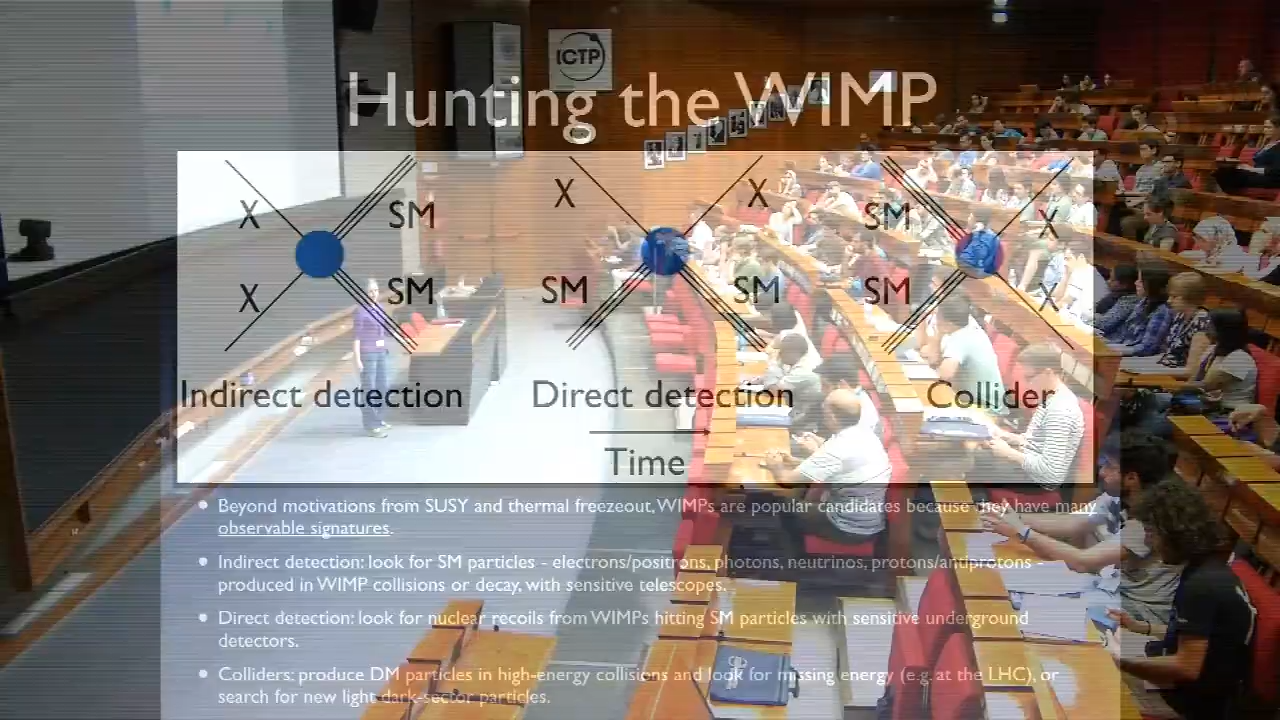 ICTP
Hunting the WIMP
X SM X X SM X
X SM SM SM SM X
Indirect detection Direct detection Collider
Time
Beyond motivations from SUSY and thermal freezeout, WIMPs are popular candidates because they have many
observable signatures.
Indirect detection: look for SM particles - electrons/positrons, photons, neutrinos, protons/antiprotons -
produced in WIMP collisions or decay, with sensitive telescopes.
Direct detection: look for nuclear recoils from WIMPs hitting SM particles with sensitive underground
detectors.
Colliders: produce DM particles in high-energy collisions and look for missing energy (e.g. at the LHC), or
search for new light dark-sector particles.